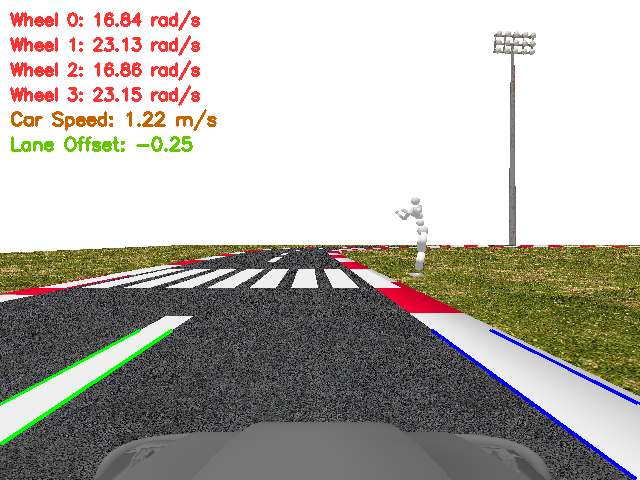 Wheel 0: 16.84 rad/s
Wheel 1: 23.13 rad/s
Wheel 2: 16.86 rad/s
Wheel 3: 23.15 rad/s
Car Speed: 1.22 m/s
Lane Offset: -0.25